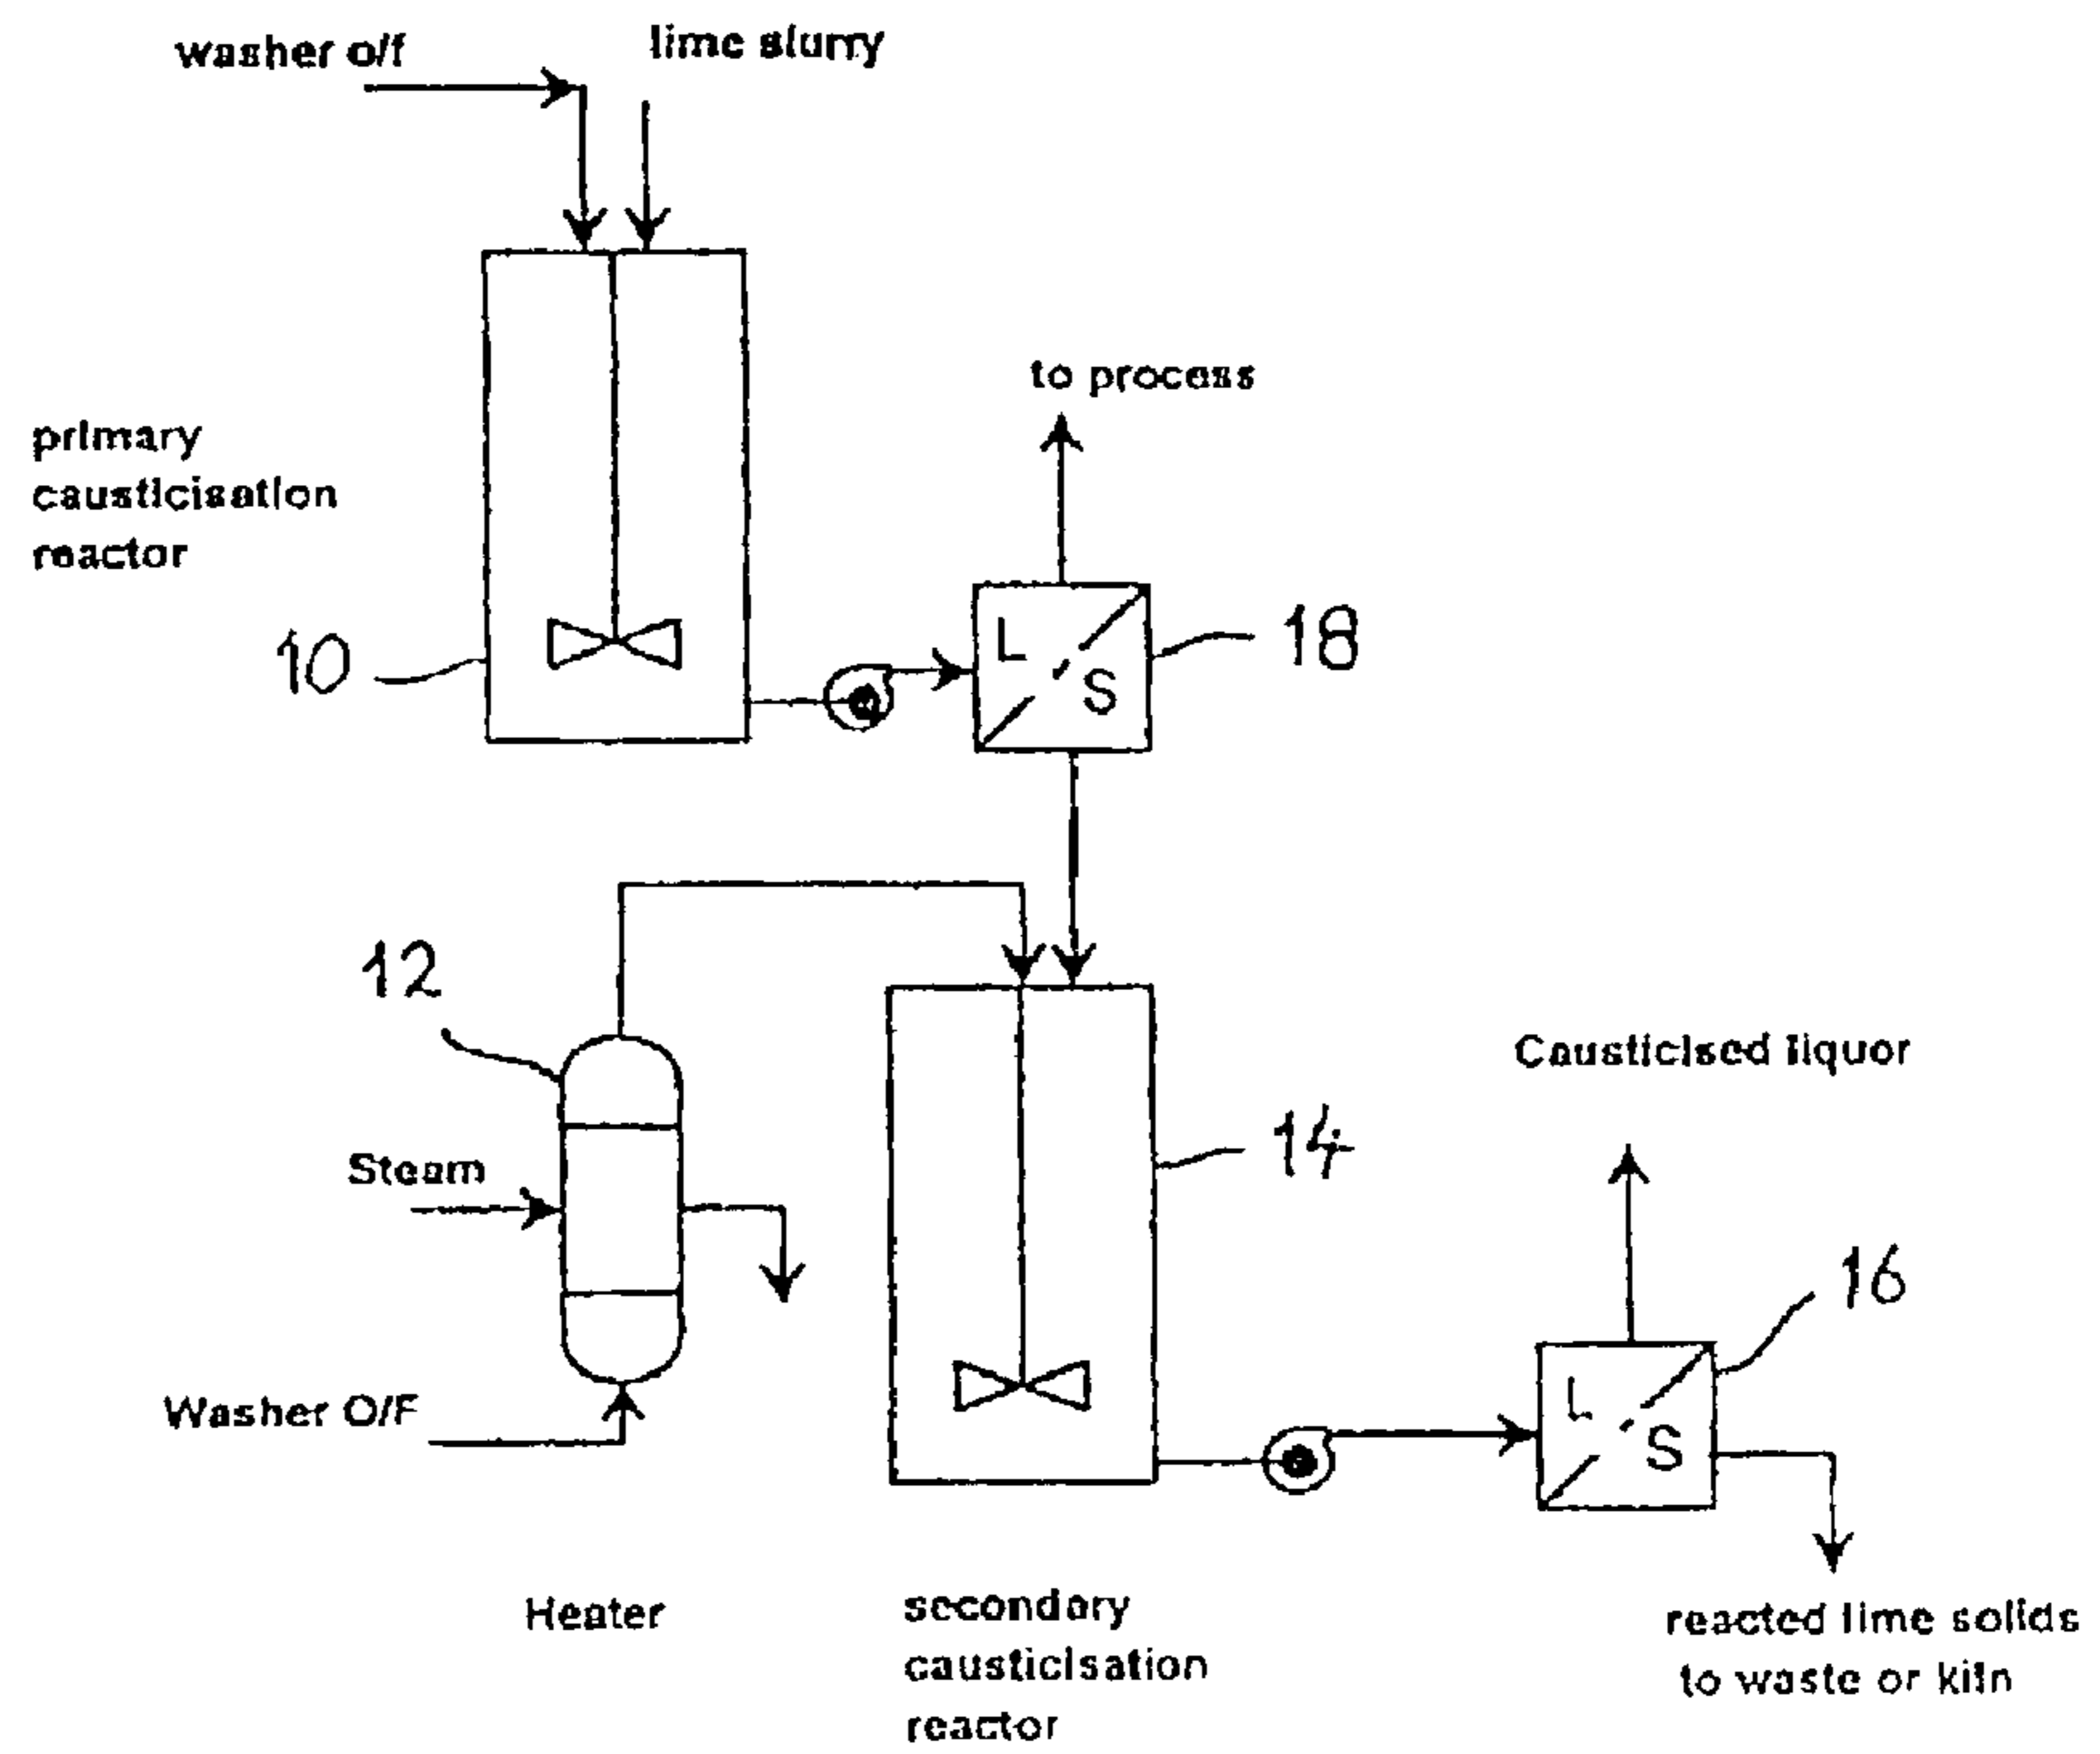 washer o/f
lime slurry
to process
primary
causticisation
reactor
10
L
S
18
12
Causticised liquor
14
Steam
16
L
S
Washer O/F
Heater
secondary
causticisation
reactor
reacted lime solids
to waste or kiln